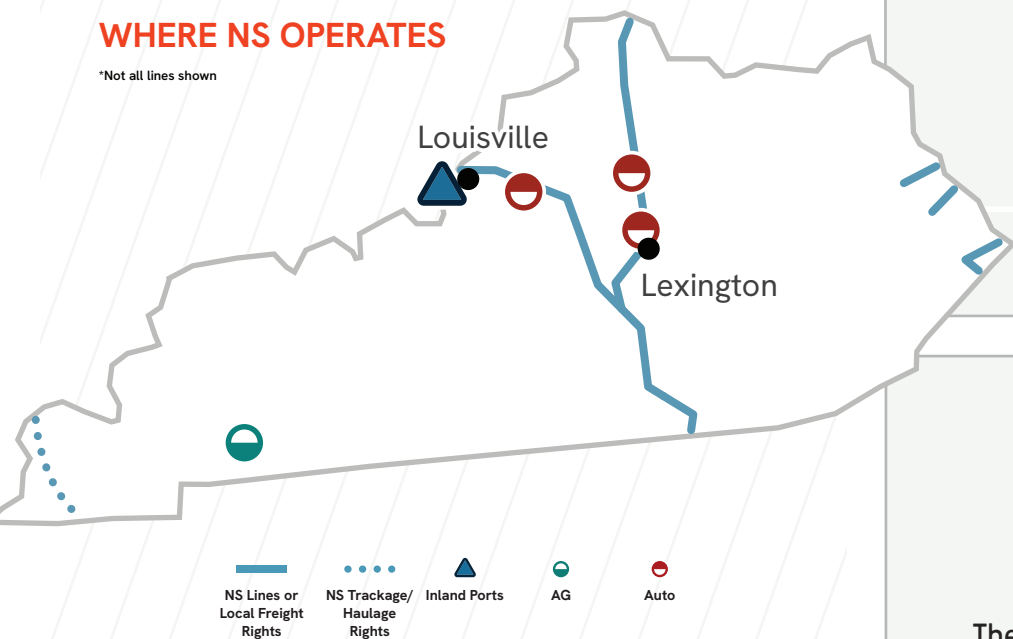 WHERE NS OPERATES
*Not all lines shown
Louisville
Lexington
NS Lines or
Local Freight
Rights
NS Trackage/
Haulage
Rights
Inland Ports
AG
Auto
The